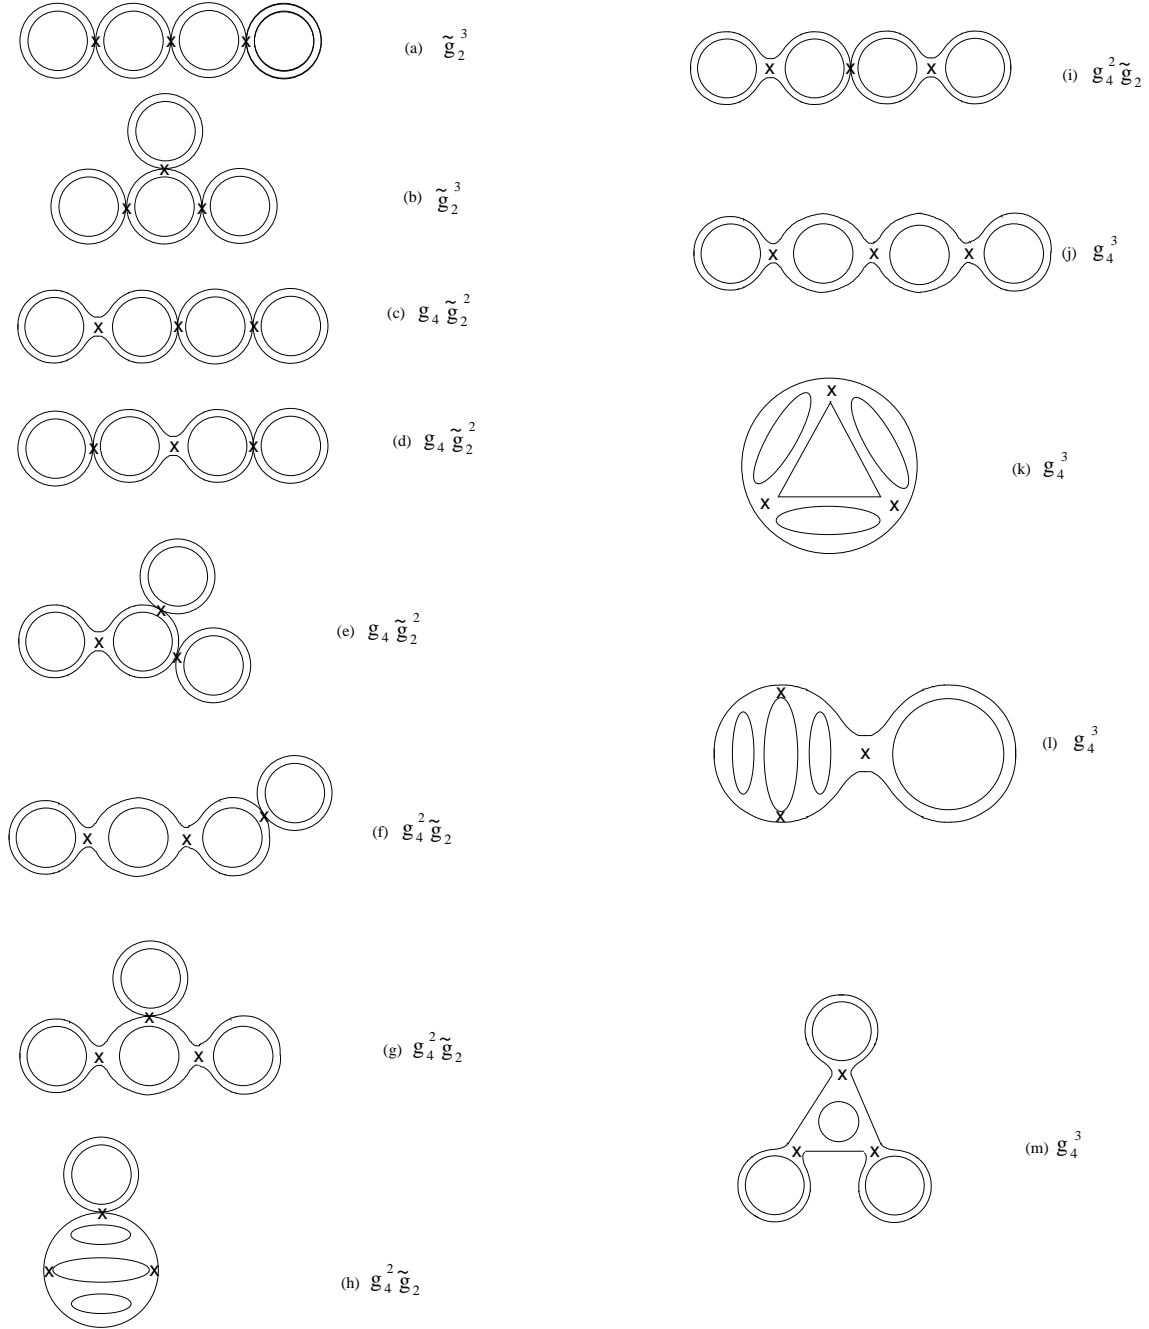 (a) g̃₂³
(b) g̃₂³
(c) g₄ g̃₂²
(d) g₄ g̃₂²
(e) g₄ g̃₂²
(f) g₄² g̃₂
(g) g₄² g̃₂
(h) g₄² g̃₂
(i) g₄² g̃₂
(j) g₄³
(k) g₄³
(l) g₄³
(m) g₄³